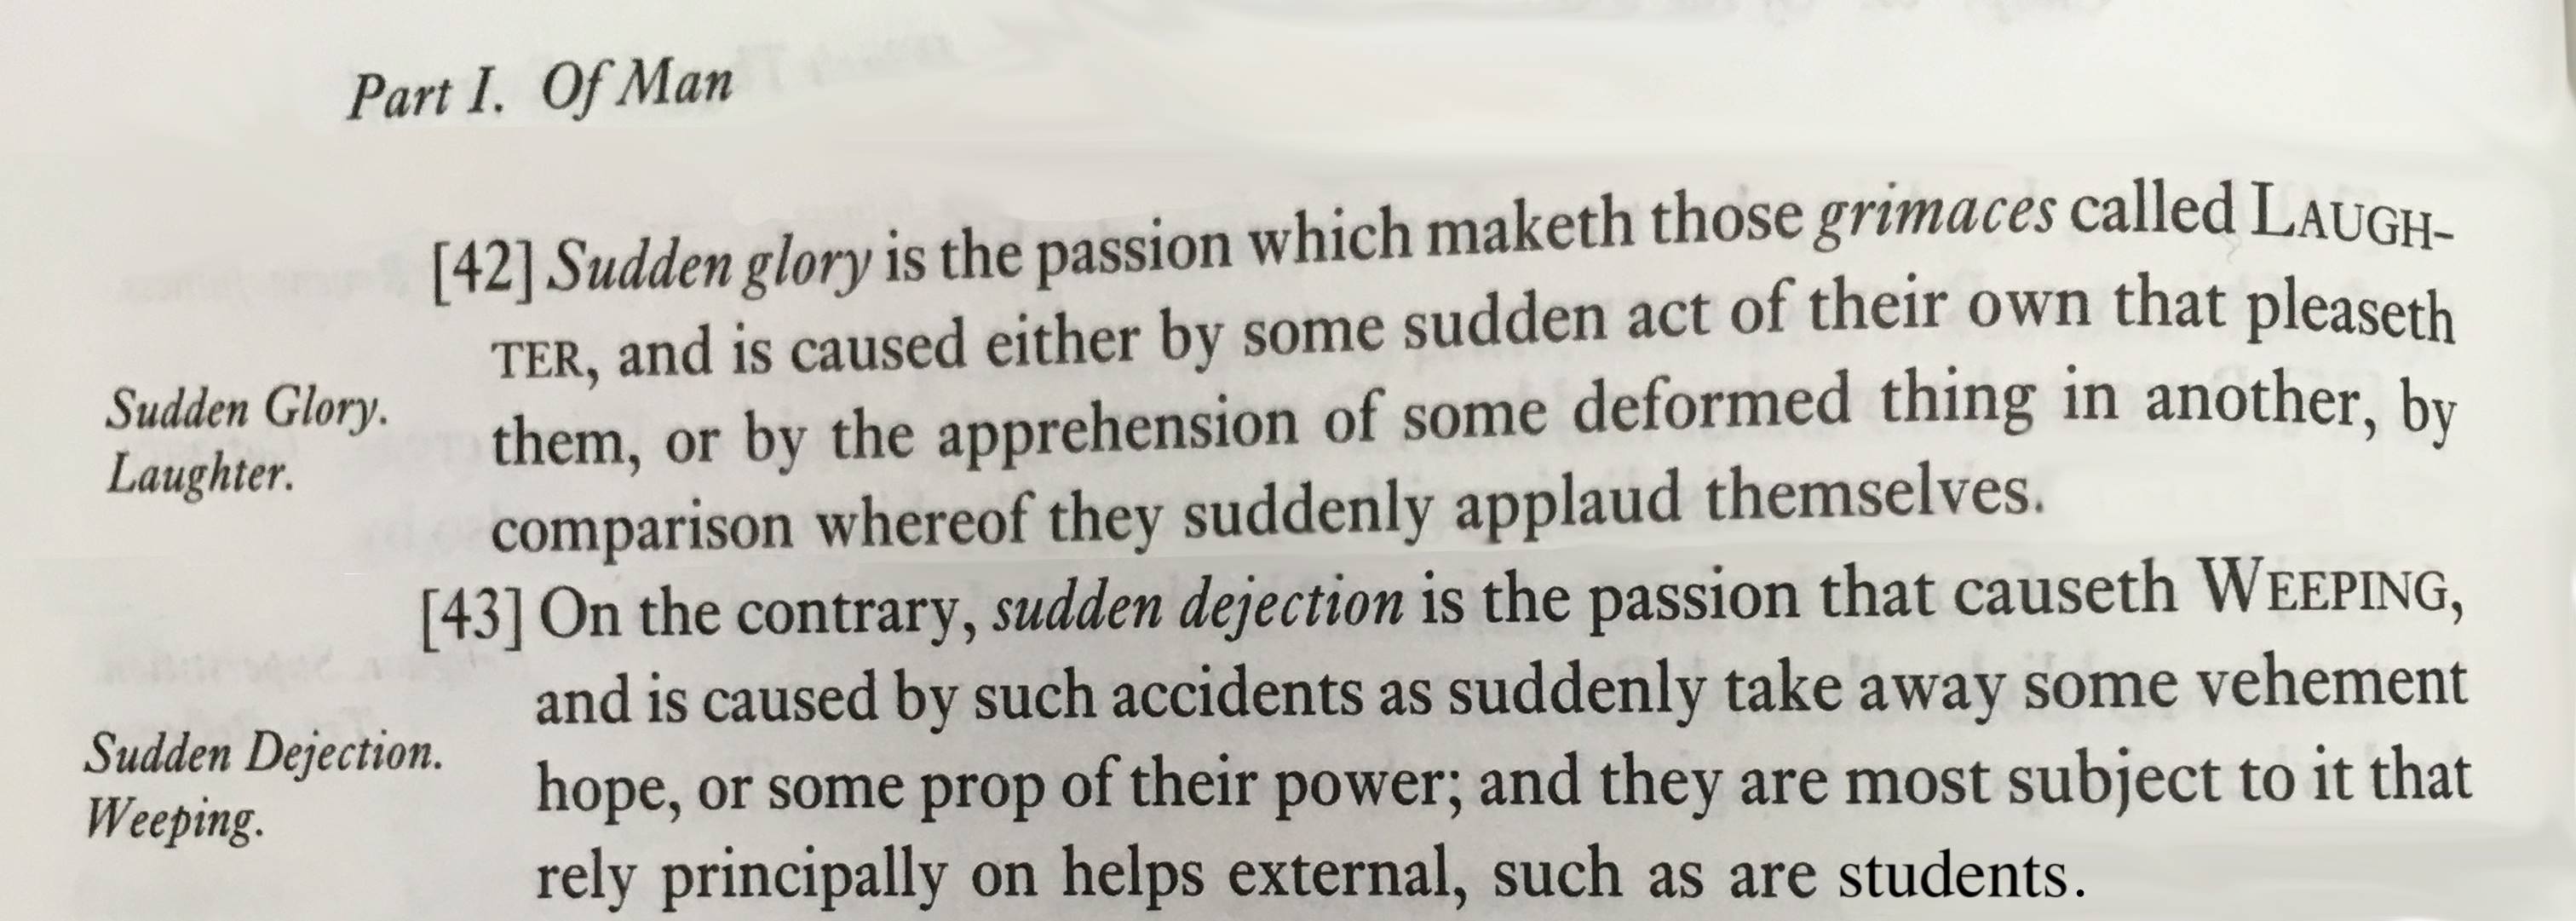 Part I. Of Man
[42] Sudden glory is the passion which maketh those grimaces called LAUGH-
TER, and is caused either by some sudden act of their own that pleaseth
them, or by the apprehension of some deformed thing in another, by
comparison whereof they suddenly applaud themselves.
Sudden Glory.
Laughter.
[43] On the contrary, sudden dejection is the passion that causeth WEEPING,
and is caused by such accidents as suddenly take away some vehement
hope, or some prop of their power; and they are most subject to it that
rely principally on helps external, such as are students.
Sudden Dejection.
Weeping.